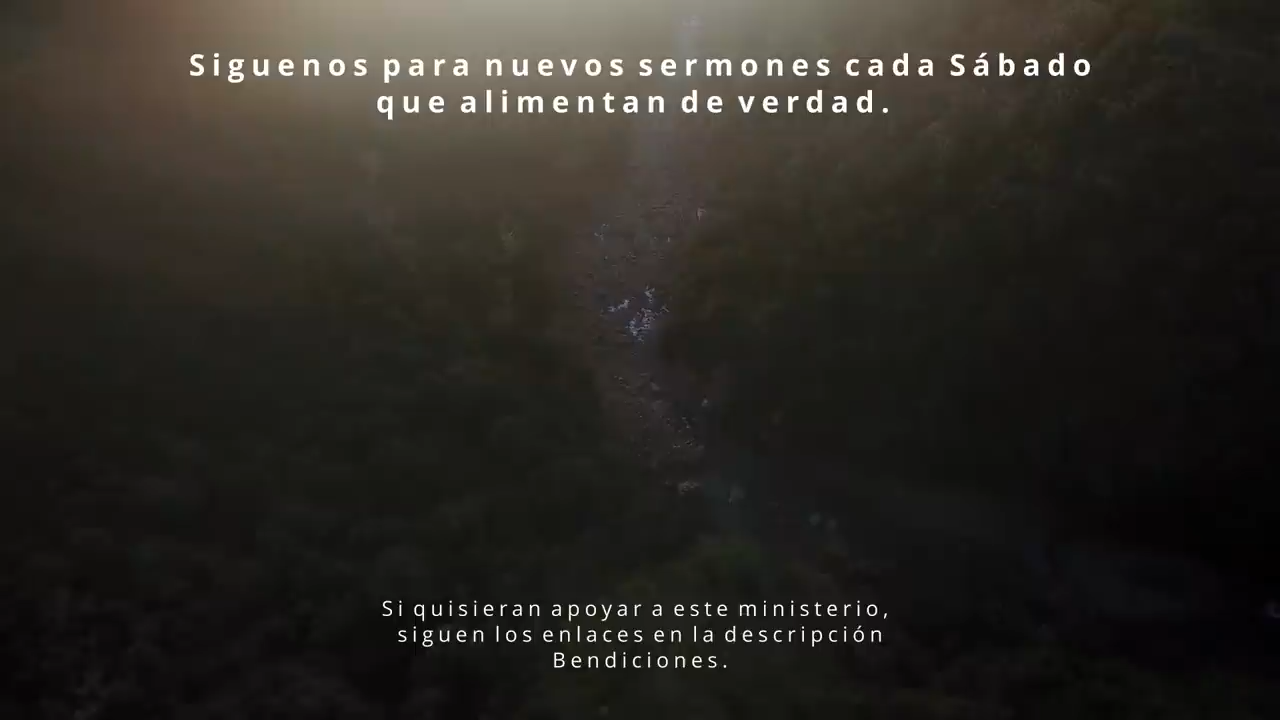 Siguenos para nuevos sermones cada Sábado
que alimentan de verdad.
Si quisieran apoyar a este ministerio,
siguen los enlaces en la descripción
Bendiciones.